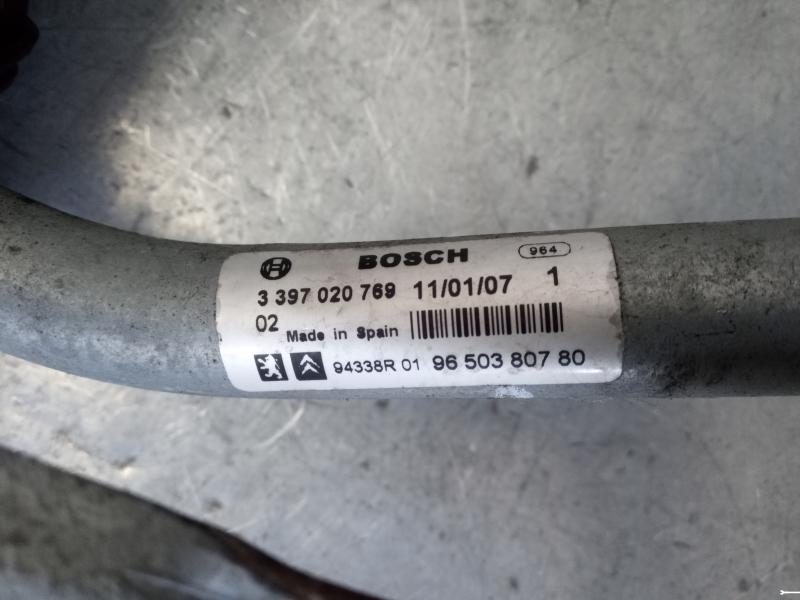 BOSCH 964
3 397 020 769 11/01/07 1
02 Made in Spain
94338R 01 96 503 807 80